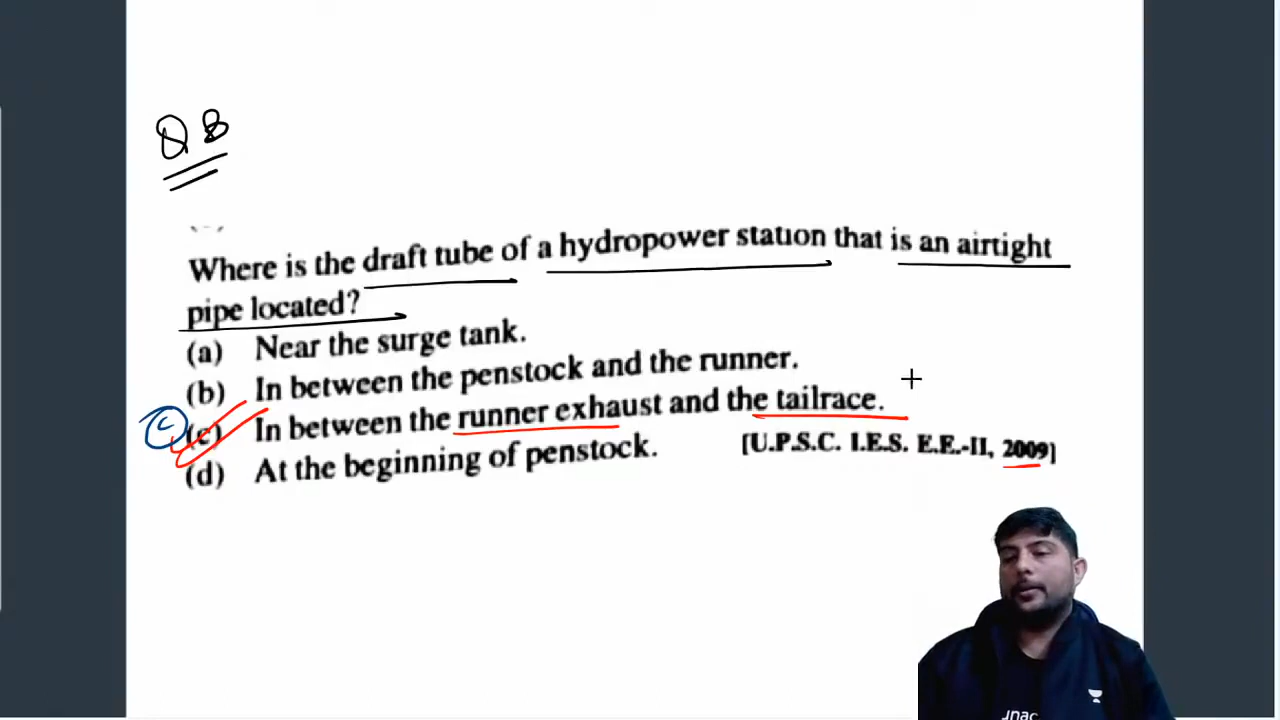 Q 8
Where is the draft tube of a hydropower station that is an airtight
pipe located?
(a) Near the surge tank.
(b) In between the penstock and the runner.
(c) In between the runner exhaust and the tailrace.
c
(d) At the beginning of penstock. [U.P.S.C. I.E.S. E.E.-II, 2009]